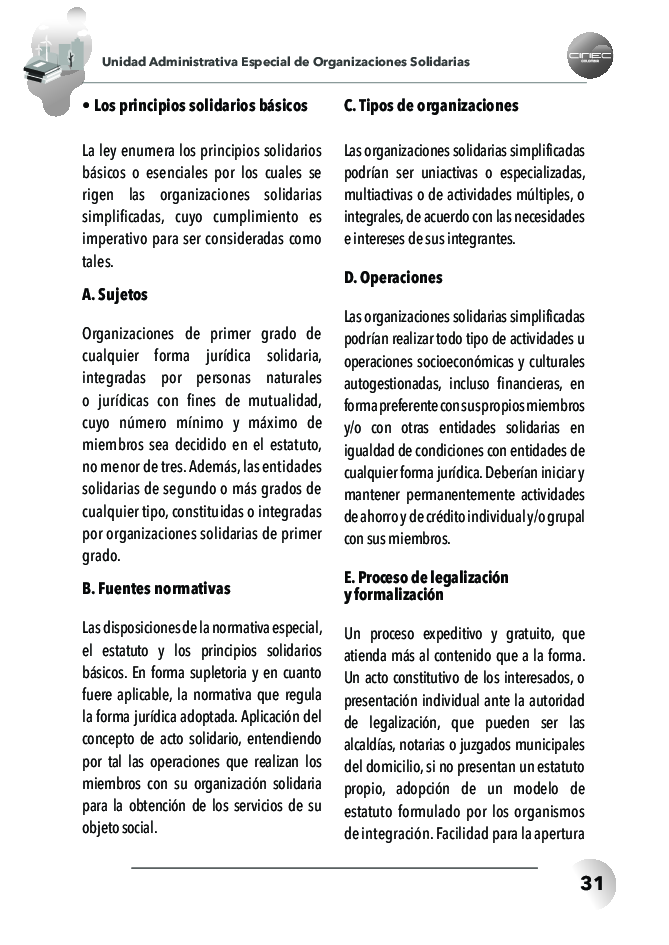 Unidad Administrativa Especial de Organizaciones Solidarias
CINEC
COLOMBIA
• Los principios solidarios básicos
La ley enumera los principios solidarios
básicos o esenciales por los cuales se
rigen las organizaciones solidarias
simplificadas, cuyo cumplimiento es
imperativo para ser consideradas como
tales.
A. Sujetos
Organizaciones de primer grado de
cualquier forma jurídica solidaria,
integradas por personas naturales
o jurídicas con fines de mutualidad,
cuyo número mínimo y máximo de
miembros sea decidido en el estatuto,
no menor de tres. Además, las entidades
solidarias de segundo o más grados de
cualquier tipo, constituidas o integradas
por organizaciones solidarias de primer
grado.
B. Fuentes normativas
Las disposiciones de la normativa especial,
el estatuto y los principios solidarios
básicos. En forma supletoria y en cuanto
fuere aplicable, la normativa que regula
la forma jurídica adoptada. Aplicación del
concepto de acto solidario, entendiendo
por tal las operaciones que realizan los
miembros con su organización solidaria
para la obtención de los servicios de su
objeto social.
C. Tipos de organizaciones
Las organizaciones solidarias simplificadas
podrían ser uniactivas o especializadas,
multiactivas o de actividades múltiples, o
integrales, de acuerdo con las necesidades
e intereses de sus integrantes.
D. Operaciones
Las organizaciones solidarias simplificadas
podrían realizar todo tipo de actividades u
operaciones socioeconómicas y culturales
autogestionadas, incluso financieras, en
forma preferente con sus propios miembros
y/o con otras entidades solidarias en
igualdad de condiciones con entidades de
cualquier forma jurídica. Deberían iniciar y
mantener permanentemente actividades
de ahorro y de crédito individual y/o grupal
con sus miembros.
E. Proceso de legalización
y formalización
Un proceso expeditivo y gratuito, que
atienda más al contenido que a la forma.
Un acto constitutivo de los interesados, o
presentación individual ante la autoridad
de legalización, que pueden ser las
alcaldías, notarias o juzgados municipales
del domicilio, si no presentan un estatuto
propio, adopción de un modelo de
estatuto formulado por los organismos
de integración. Facilidad para la apertura
31